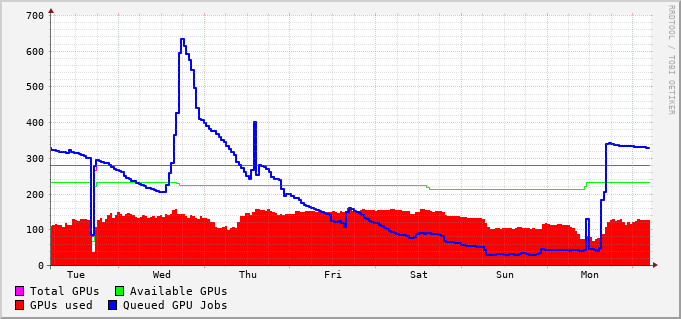 700
600
500
400
300
200
100
0
Tue Wed Thu Fri Sat Sun Mon
Total GPUs Available GPUs
GPUs used Queued GPU Jobs
RRDTOOL / TOBI OETIKER